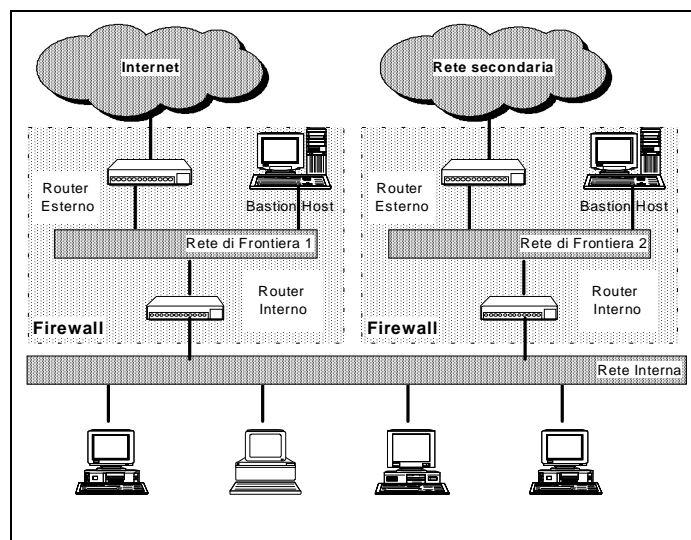 Internet
Rete secondaria
Router
Esterno
Bastion Host
Router
Esterno
Bastion Host
Rete di Frontiera 1
Rete di Frontiera 2
Router
Interno
Router
Interno
Firewall
Firewall
Rete Interna